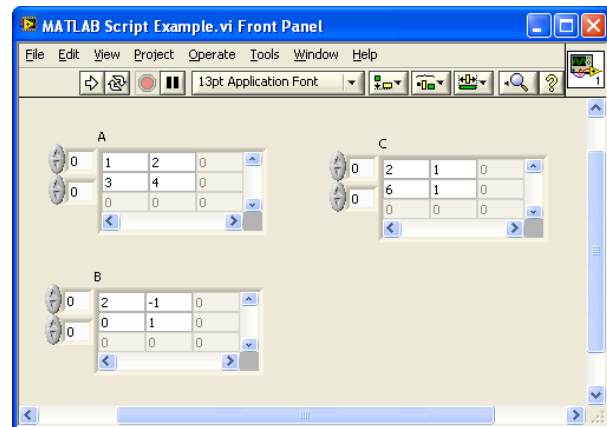 MATLAB Script Example.vi Front Panel
File Edit View Project Operate Tools Window Help
13pt Application Font
1
A
0 1 2 0
0 3 4 0
0 0 0
C
0 2 1 0
0 6 1 0
0 0 0
B
0 2 -1 0
0 0 1 0
0 0 0